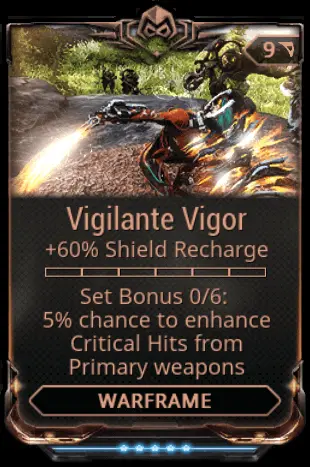 9
Vigilante Vigor
+60% Shield Recharge
Set Bonus 0/6:
5% chance to enhance
Critical Hits from
Primary weapons
WARFRAME